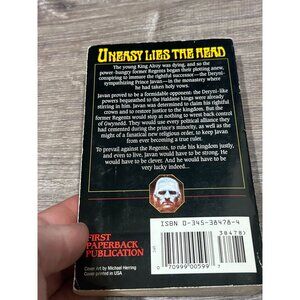 UNEASY LIES THE HEAD
The young King Alroy was dying, and so the
power-hungry former Regents began their plotting anew,
conspiring to immure the rightful successor—the Deryni-
sympathizing Prince Javan—in the monastery where
he had taken holy vows.
Javan proved to be a formidable opponent: the Deryni-like
powers bequeathed to the Haldane kings were already
stirring in him. Javan was determined to claim his rightful
crown and to restore justice to the kingdom. But the
former Regents would stop at nothing to wrest back control
of Gwynedd. They would use every political alliance they
had cemented during the prince's minority, as well as the
might of a fanatical new religious order, to keep Javan
from ever becoming a true ruler.
To prevail against the Regents, to rule his kingdom justly,
and even to live, Javan would have to be strong. He
would have to be clever. And he would have to be
very lucky indeed...
ISBN 0-345-38478-4
38478
FIRST
PAPERBACK
PUBLICATION
0 70999 00599 7
Cover Art by Michael Herring
Cover printed in USA